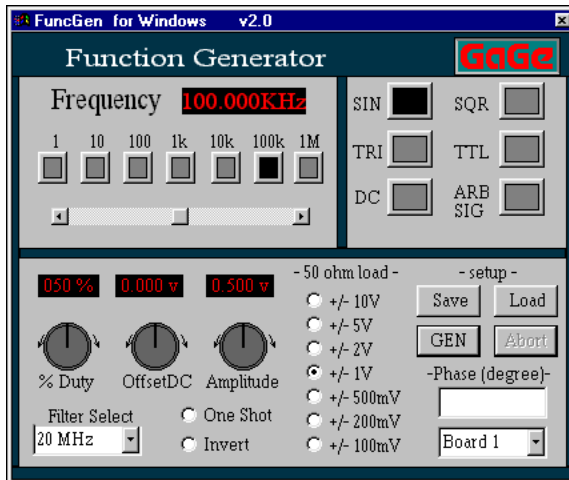 FuncGen for Windows v2.0
Function Generator
GaGe
Frequency 100.000KHz
1 10 100 1k 10k 100k 1M
SIN SQR
TRI TTL
DC ARB SIG
050 % 0.000 v 0.500 v
% Duty OffsetDC Amplitude
Filter Select
20 MHz
One Shot
Invert
- 50 ohm load -
+/- 10V
+/- 5V
+/- 2V
+/- 1V
+/- 500mV
+/- 200mV
+/- 100mV
- setup -
Save Load
GEN Abort
-Phase (degree)-
Board 1